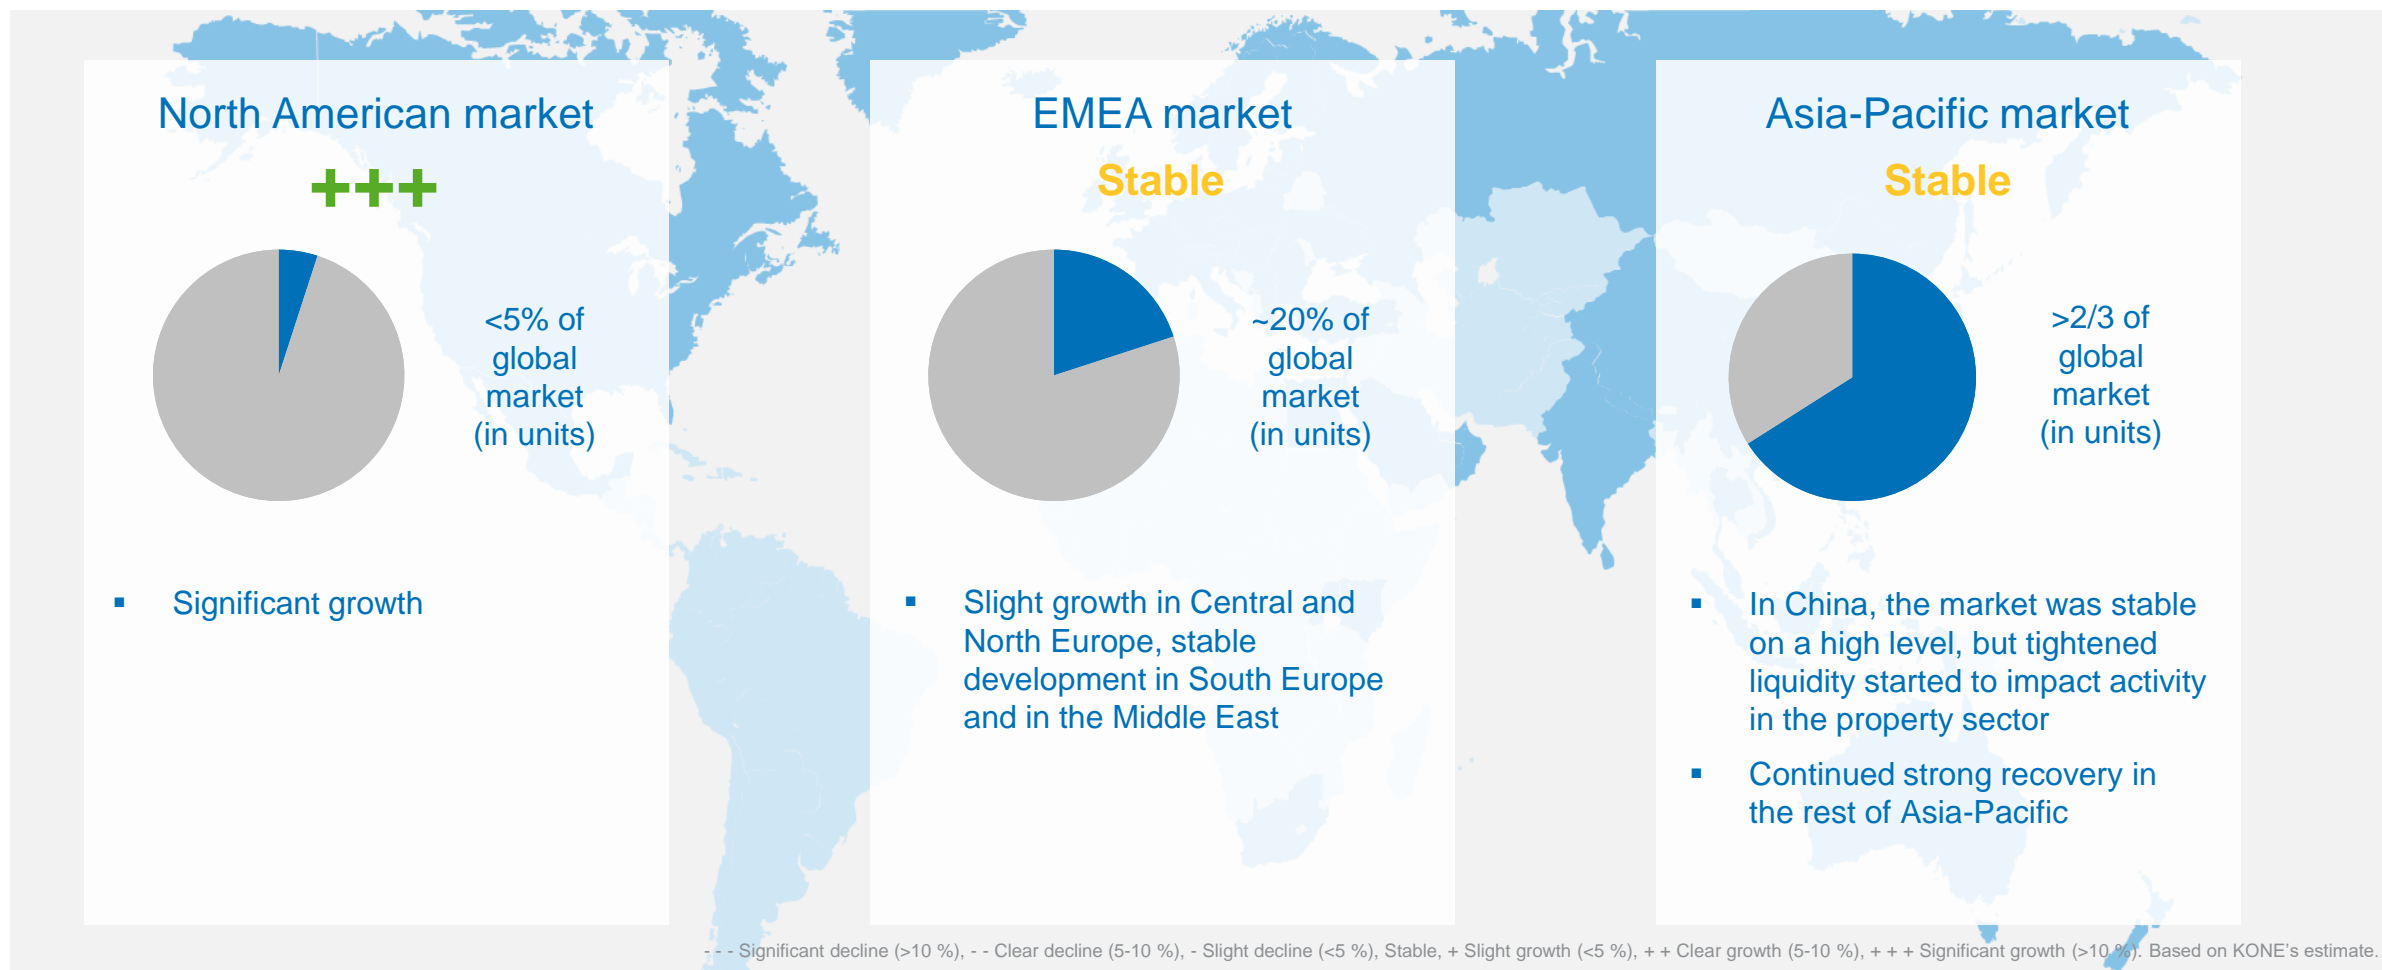 North American market
+++
<5% of
global
market
(in units)
▪ Significant growth
EMEA market
Stable
~20% of
global
market
(in units)
▪ Slight growth in Central and
North Europe, stable
development in South Europe
and in the Middle East
Asia-Pacific market
Stable
>2/3 of
global
market
(in units)
▪ In China, the market was stable
on a high level, but tightened
liquidity started to impact activity
in the property sector
▪ Continued strong recovery in
the rest of Asia-Pacific
- - - Significant decline (>10 %), - - Clear decline (5-10 %), - Slight decline (<5 %), Stable, + Slight growth (<5 %), + + Clear growth (5-10 %), + + + Significant growth (>10 %). Based on KONE's estimate.